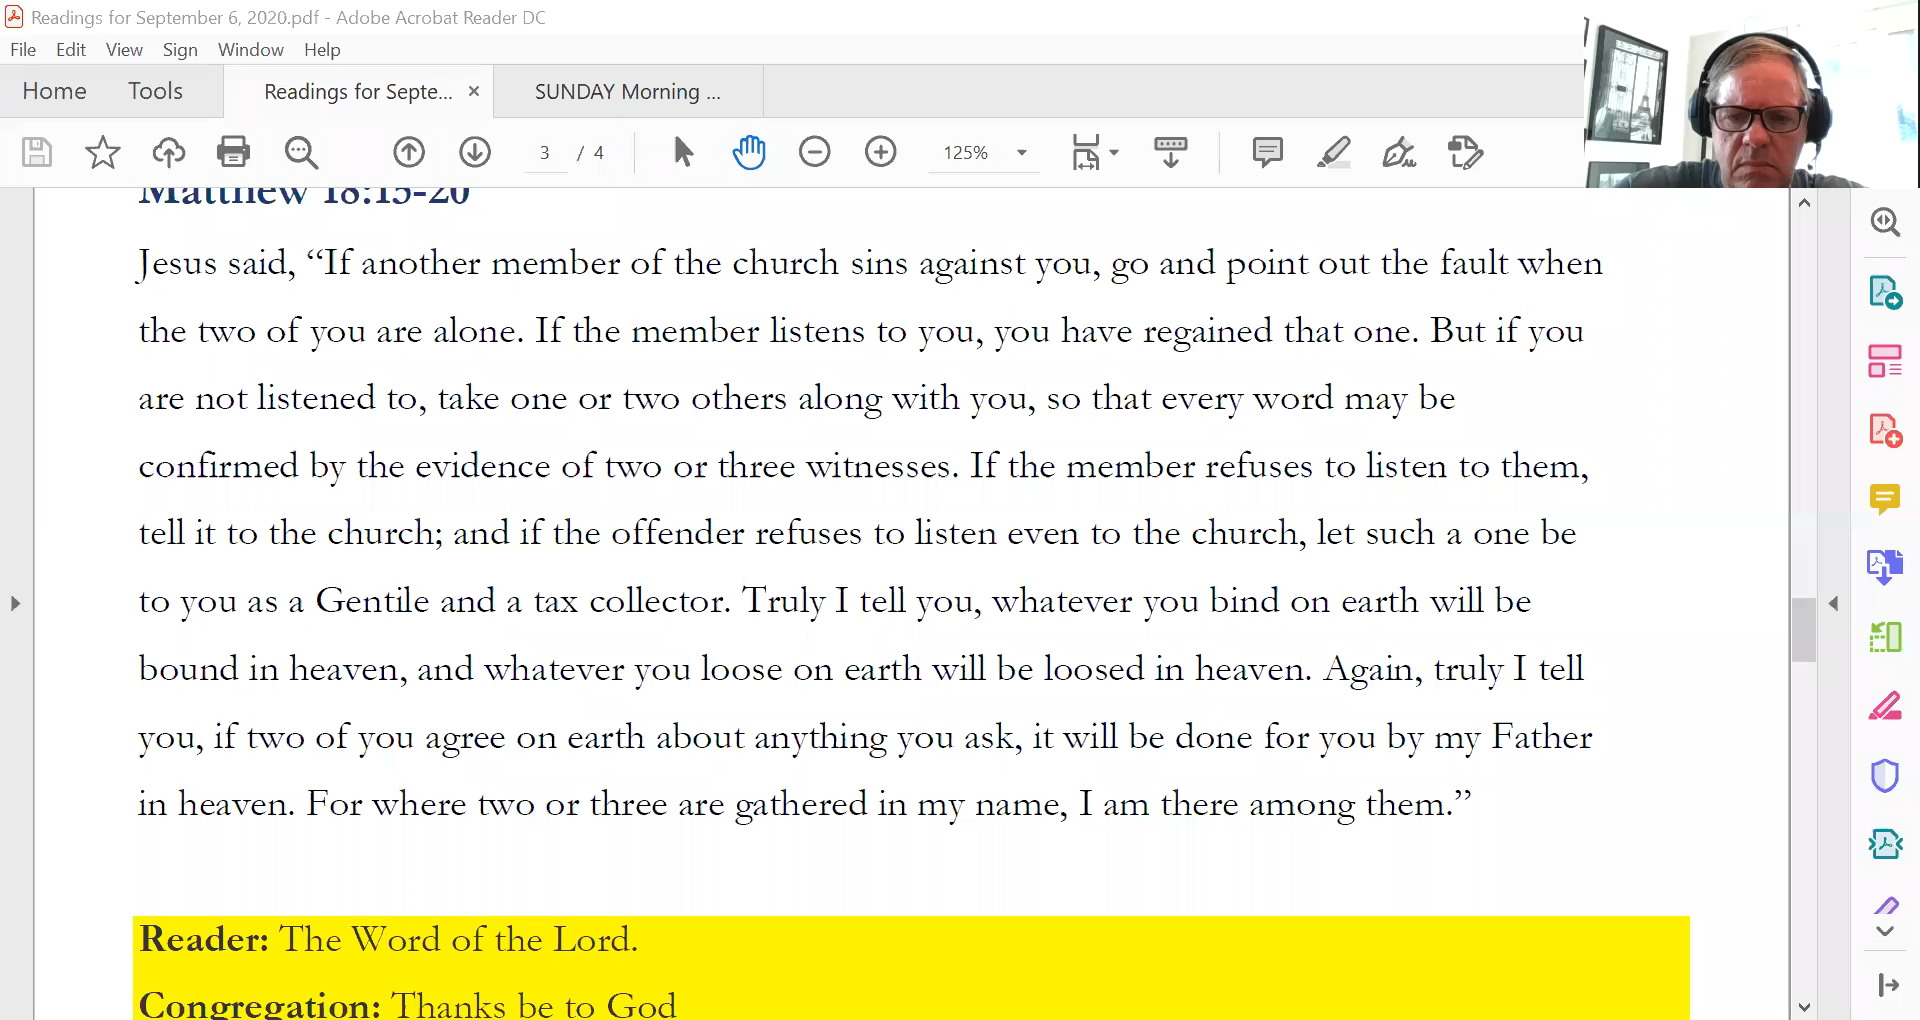 Readings for September 6, 2020.pdf - Adobe Acrobat Reader DC
File Edit View Sign Window Help
Home Tools Readings for Septe... × SUNDAY Morning ...
3 / 4 125%
Matthew 18:15-20
Jesus said, “If another member of the church sins against you, go and point out the fault when
the two of you are alone. If the member listens to you, you have regained that one. But if you
are not listened to, take one or two others along with you, so that every word may be
confirmed by the evidence of two or three witnesses. If the member refuses to listen to them,
tell it to the church; and if the offender refuses to listen even to the church, let such a one be
to you as a Gentile and a tax collector. Truly I tell you, whatever you bind on earth will be
bound in heaven, and whatever you loose on earth will be loosed in heaven. Again, truly I tell
you, if two of you agree on earth about anything you ask, it will be done for you by my Father
in heaven. For where two or three are gathered in my name, I am there among them.”
Reader: The Word of the Lord.
Congregation: Thanks be to God